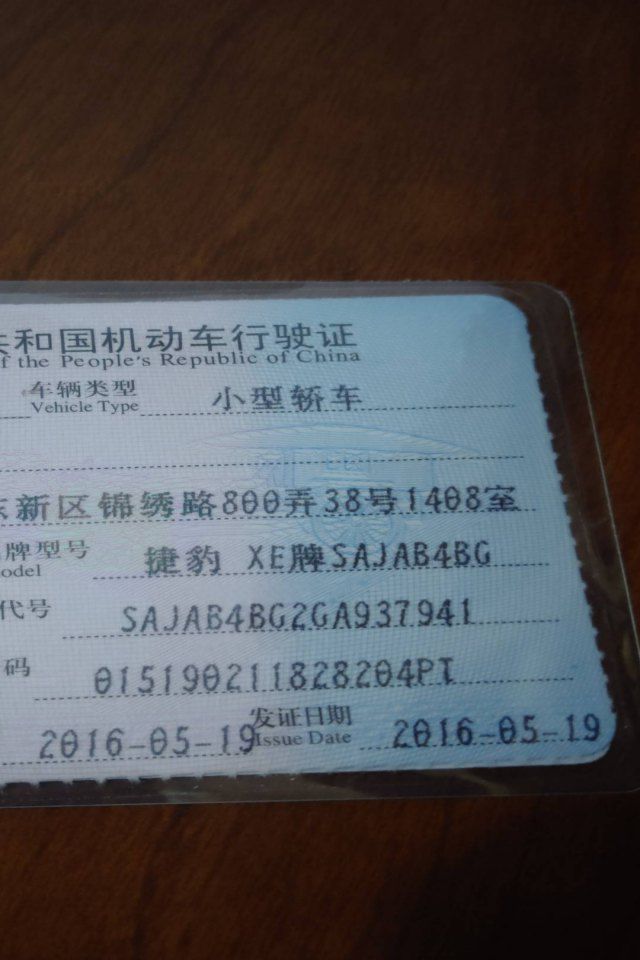 和国机动车行驶证
f the People's Republic of China
车辆类型 小型轿车
Vehicle Type
新区锦绣路800弄38号1408室
牌型号 捷豹 XE牌SAJAB4BG
odel
代号 SAJAB4BG2GA937941
码 015190211828204PT
2016-05-19 发证日期 2016-05-19
Issue Date